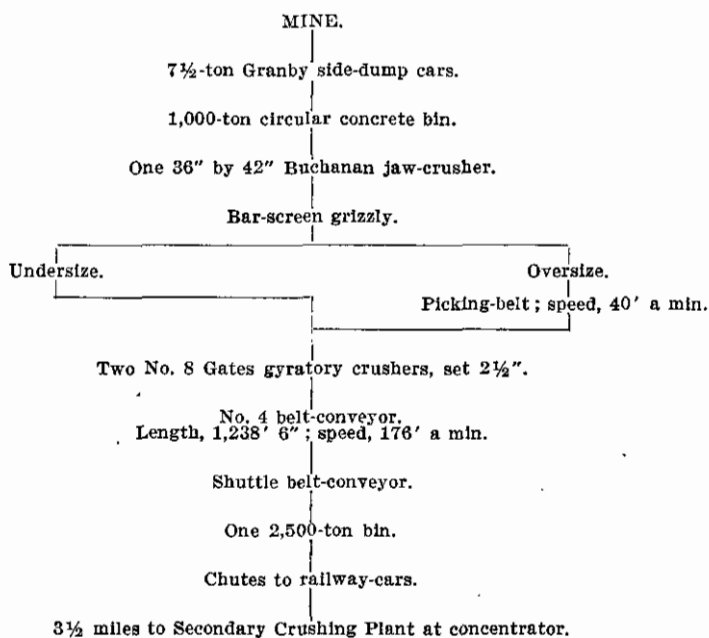 MINE.
7½-ton Granby side-dump cars.
1,000-ton circular concrete bin.
One 36" by 42" Buchanan jaw-crusher.
Bar-screen grizzly.
Undersize.
Oversize.
Picking-belt; speed, 40' a min.
Two No. 8 Gates gyratory crushers, set 2½".
No. 4 belt-conveyor.
Length, 1,238' 6"; speed, 176' a min.
Shuttle belt-conveyor.
One 2,500-ton bin.
Chutes to railway-cars.
3½ miles to Secondary Crushing Plant at concentrator.